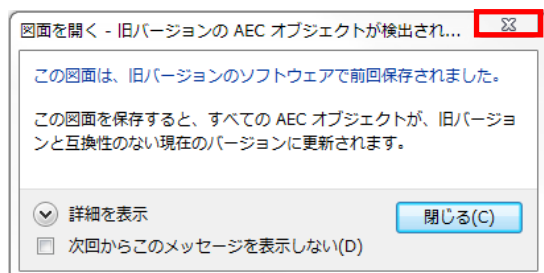 図面を開く - 旧バージョンの AEC オブジェクトが検出され...
この図面は、旧バージョンのソフトウェアで前回保存されました。
この図面を保存すると、すべての AEC オブジェクトが、旧バージョ
ンと互換性のない現在のバージョンに更新されます。
詳細を表示
閉じる(C)
次回からこのメッセージを表示しない(D)